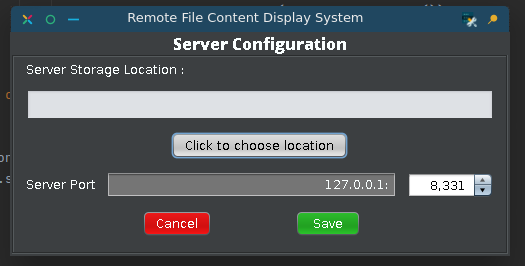 Remote File Content Display System
Server Configuration
Server Storage Location :
Click to choose location
Server Port 127.0.0.1: 8,331
Cancel Save